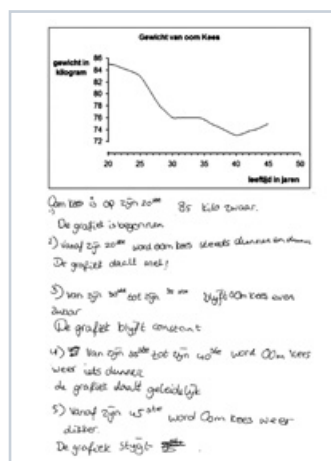 Gewicht van oom Kees
gewicht in
kilogram
86
84
82
80
78
76
74
72
20 25 30 35 40 45 50
leeftijd in jaren
1) Oom kees is op zijn 20ste 85 kilo zwaar.
De grafiek is begonnen
2) Vanaf zijn 20ste word oom kees steeds dunner en dunner
De grafiek daalt snel!
3) van zijn 30ste tot zijn 35ste blijft oom kees even
zwaar
De grafiek blijft constant
4) Van zijn 35ste tot zijn 40ste word Oom kees
weer iets dunner
de grafiek daalt geleidelijk
5) Vanaf zijn 45ste word Oom kees weer
dikker.
De grafiek stijgt